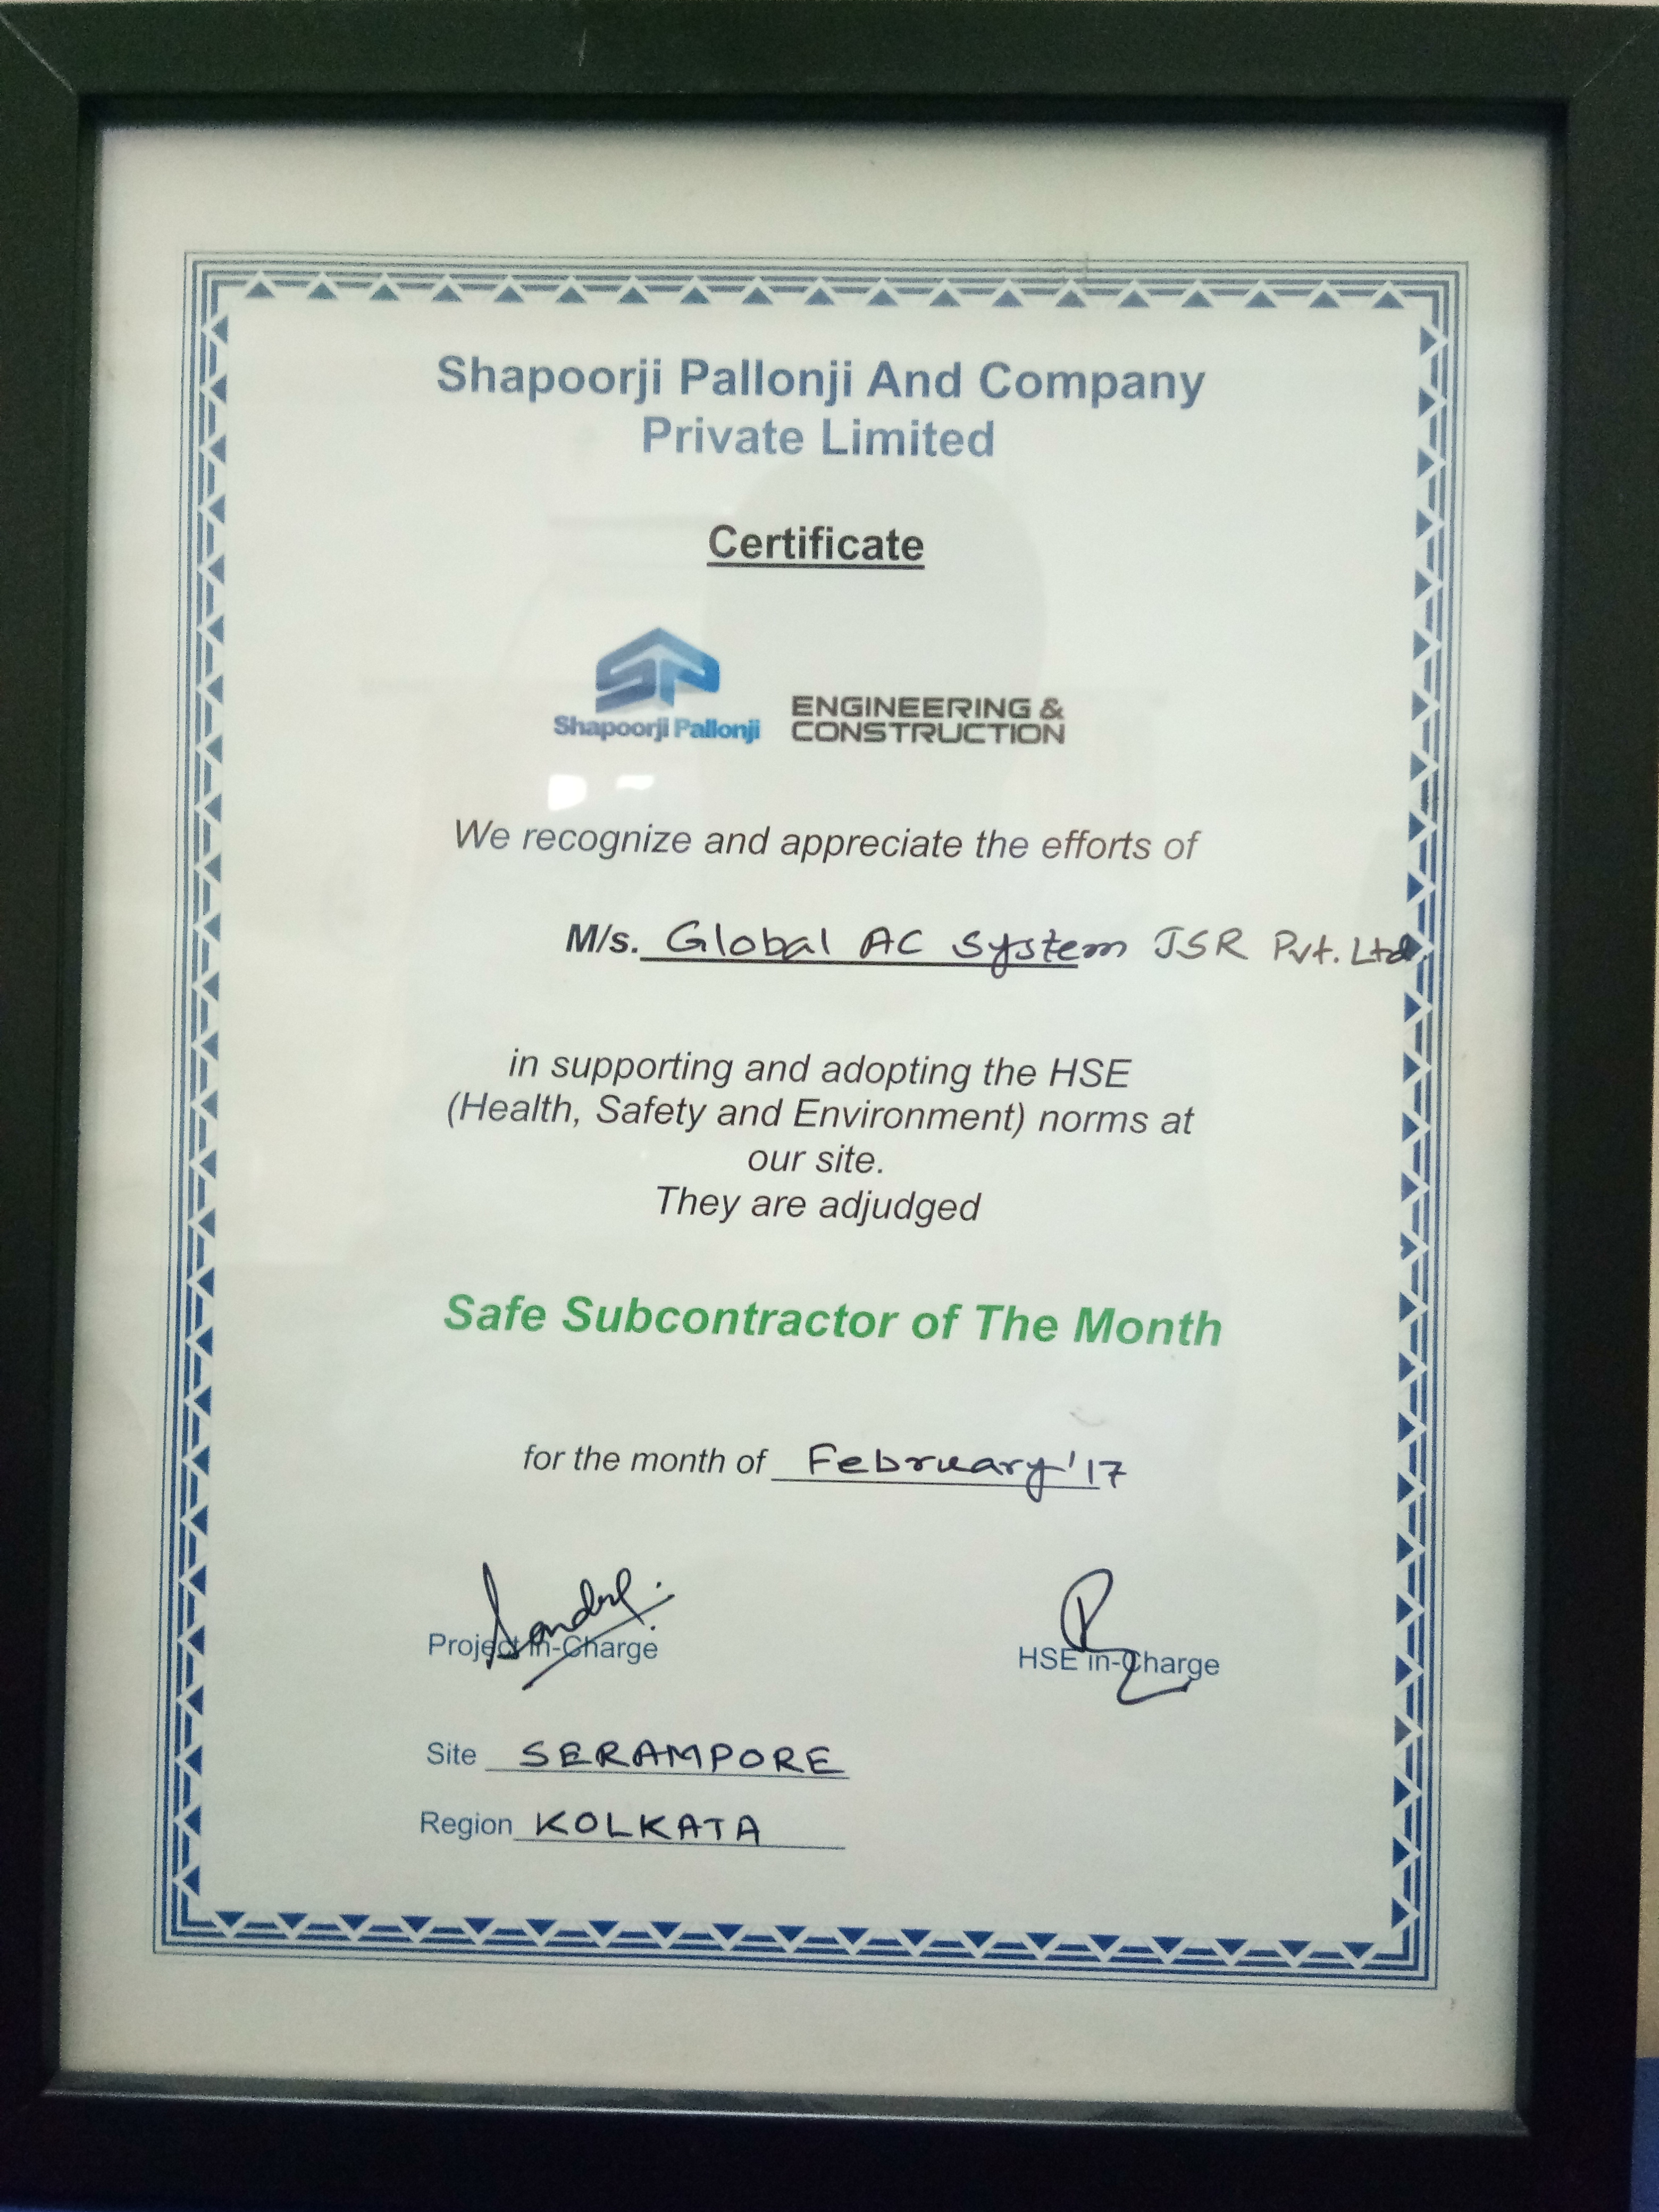 Shapoorji Pallonji And Company
Private Limited
Certificate
Shapoorji Pallonji
ENGINEERING &
CONSTRUCTION
We recognize and appreciate the efforts of
M/s. Global AC System JSR Pvt. Ltd
in supporting and adopting the HSE
(Health, Safety and Environment) norms at
our site.
They are adjudged
Safe Subcontractor of The Month
for the month of February'17
Project in-Charge
HSE in-Charge
Site SERAMPORE
Region KOLKATA